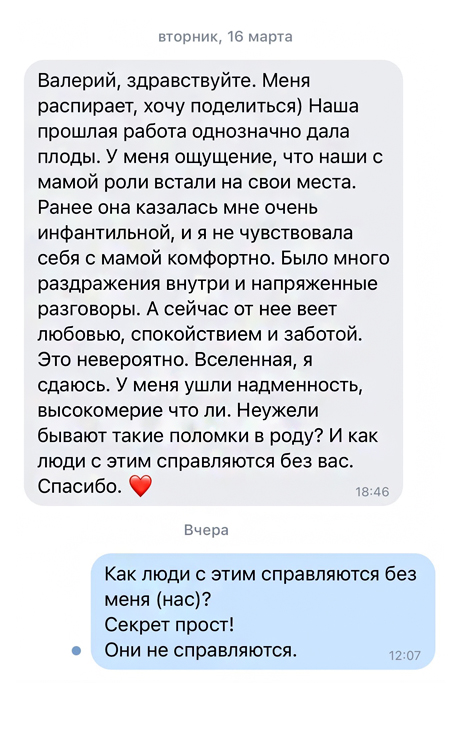 вторник, 16 марта
Валерий, здравствуйте. Меня
распирает, хочу поделиться) Наша
прошлая работа однозначно дала
плоды. У меня ощущение, что наши с
мамой роли встали на свои места.
Ранее она казалась мне очень
инфантильной, и я не чувствовала
себя с мамой комфортно. Было много
раздражения внутри и напряженные
разговоры. А сейчас от нее веет
любовью, спокойствием и заботой.
Это невероятно. Вселенная, я
сдаюсь. У меня ушли надменность,
высокомерие что ли. Неужели
бывают такие поломки в роду? И как
люди с этим справляются без вас.
Спасибо. ❤️
18:46
Вчера
Как люди с этим справляются без
меня (нас)?
Секрет прост!
Они не справляются.
12:07